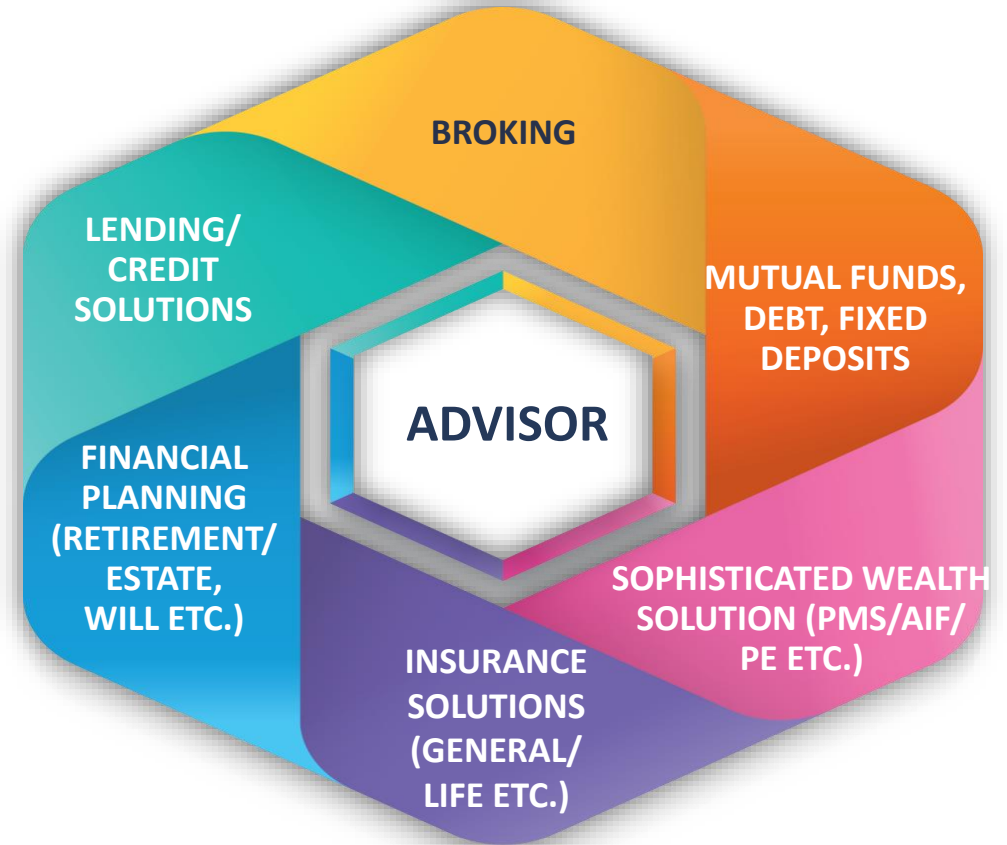 BROKING
MUTUAL FUNDS,
DEBT, FIXED
DEPOSITS
SOPHISTICATED WEALTH
SOLUTION (PMS/AIF/
PE ETC.)
INSURANCE
SOLUTIONS
(GENERAL/
LIFE ETC.)
FINANCIAL
PLANNING
(RETIREMENT/
ESTATE,
WILL ETC.)
LENDING/
CREDIT
SOLUTIONS
ADVISOR